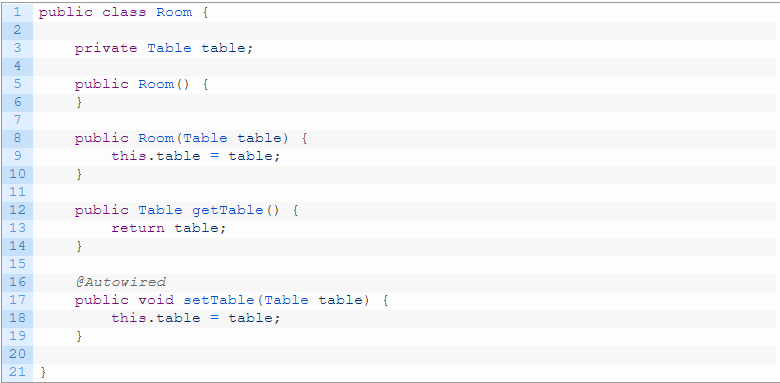 1 public class Room {
2
3     private Table table;
4
5     public Room() {
6     }
7
8     public Room(Table table) {
9         this.table = table;
10     }
11
12     public Table getTable() {
13         return table;
14     }
15
16     @Autowired
17     public void setTable(Table table) {
18         this.table = table;
19     }
20
21 }